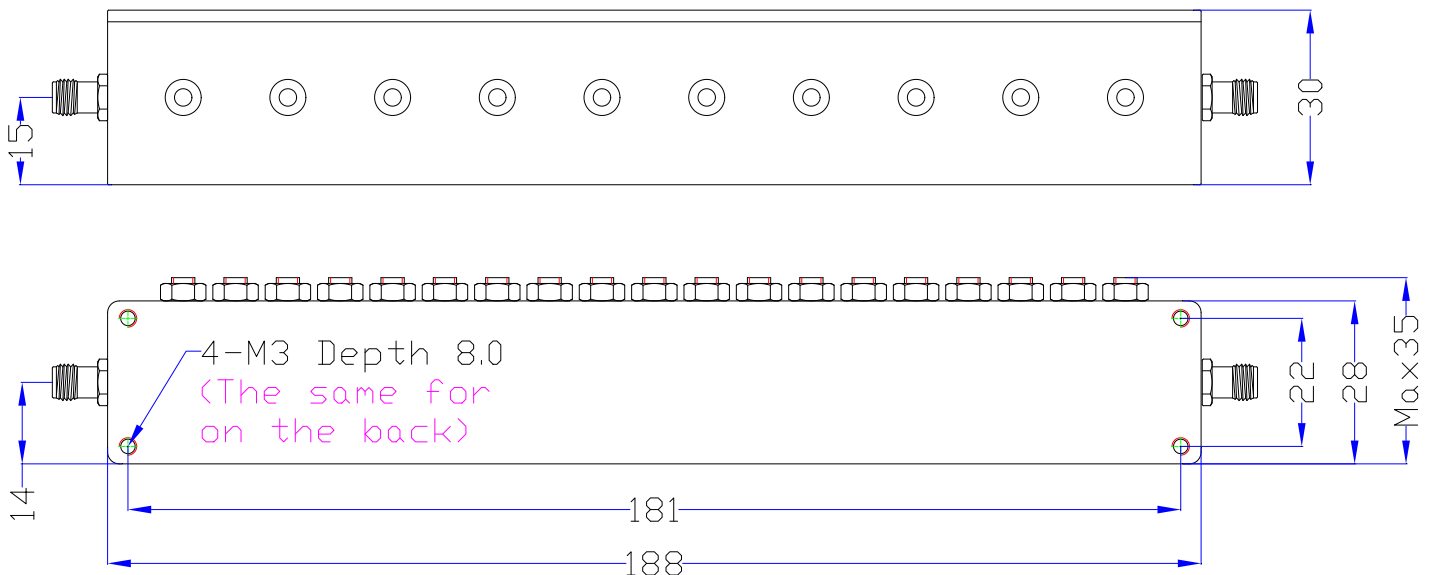 15
30
4-M3 Depth 8.0
(The same for
on the back)
22
28
Max35
14
181
188